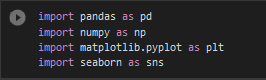 import pandas as pd
import numpy as np
import matplotlib.pyplot as plt
import seaborn as sns